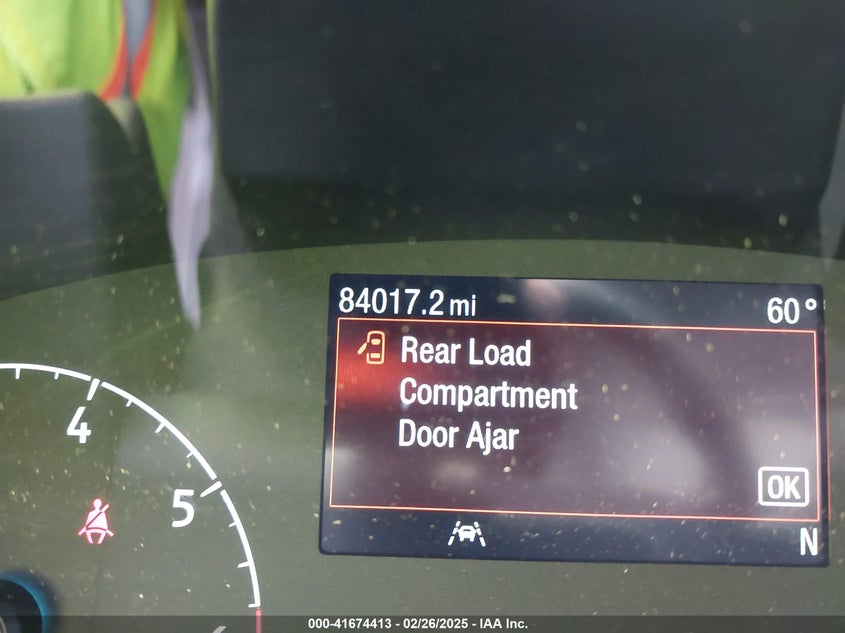 84017.2 mi 60°
Rear Load
Compartment
Door Ajar
OK
4
5
N
000-41674413 - 02/26/2025 - IAA Inc.